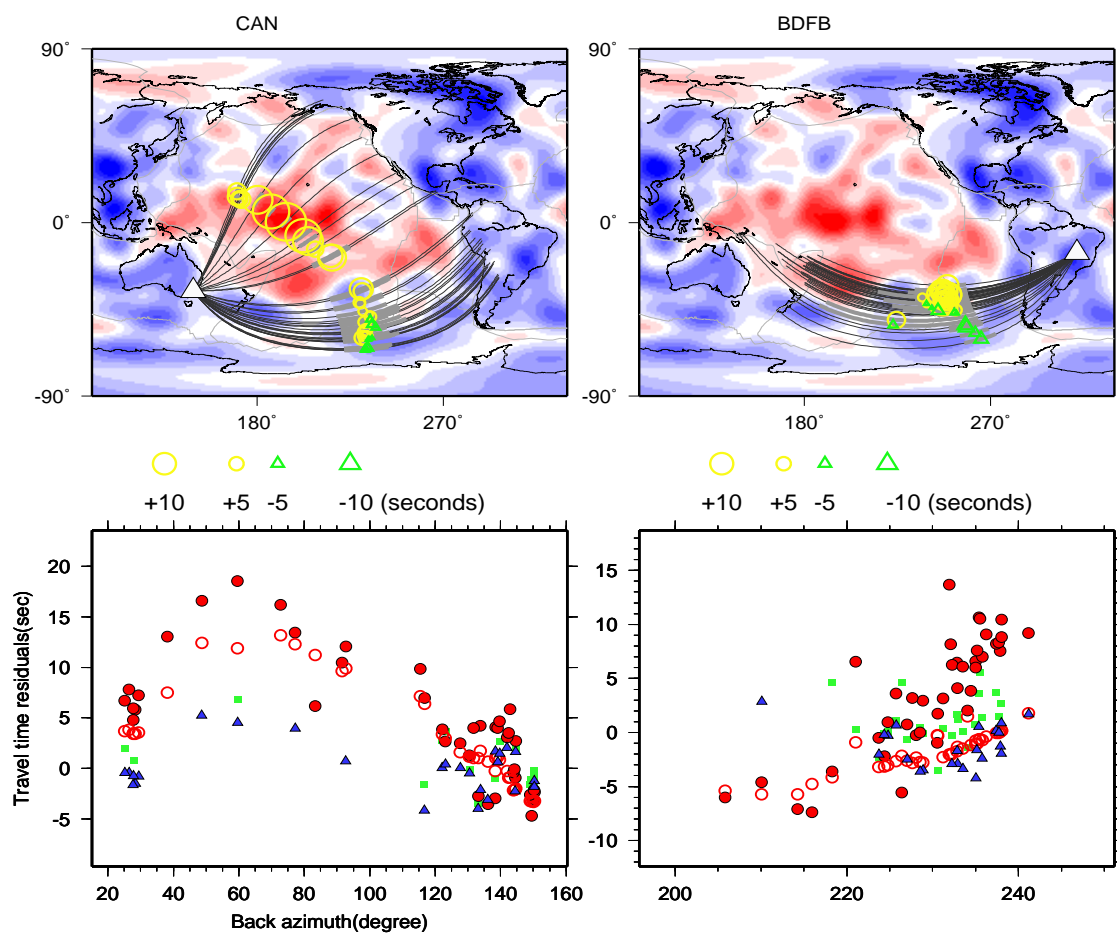 CAN BDFB
90˚
0˚
-90˚
180˚ 270˚
90˚
0˚
-90˚
180˚ 270˚
+10 +5 -5 -10 (seconds)
+10 +5 -5 -10 (seconds)
Travel time residuals(sec)
20
15
10
5
0
-5
20 40 60 80 100 120 140 160
Back azimuth(degree)
15
10
5
0
-5
-10
200 220 240